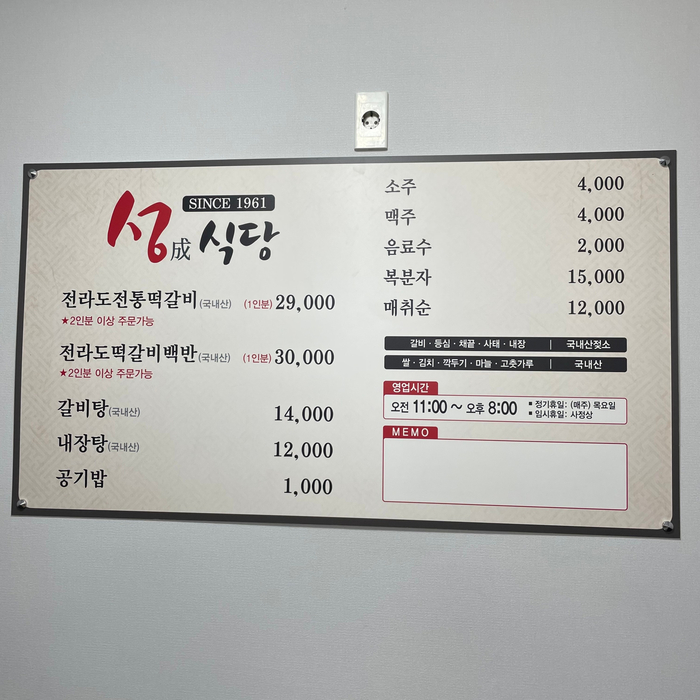 SINCE 1961
성成식당
전라도전통떡갈비(국내산) (1인분) 29,000
★2인분 이상 주문가능
전라도떡갈비백반(국내산) (1인분) 30,000
★2인분 이상 주문가능
갈비탕(국내산) 14,000
내장탕(국내산) 12,000
공기밥 1,000
소주 4,000
맥주 4,000
음료수 2,000
복분자 15,000
매취순 12,000
갈비 · 등심 · 채끝 · 사태 · 내장 | 국내산젖소
쌀 · 김치 · 깍두기 · 마늘 · 고춧가루 | 국내산
영업시간
오전 11:00 ~ 오후 8:00
■ 정기휴일: (매주) 목요일
■ 임시휴일: 사정상
MEMO